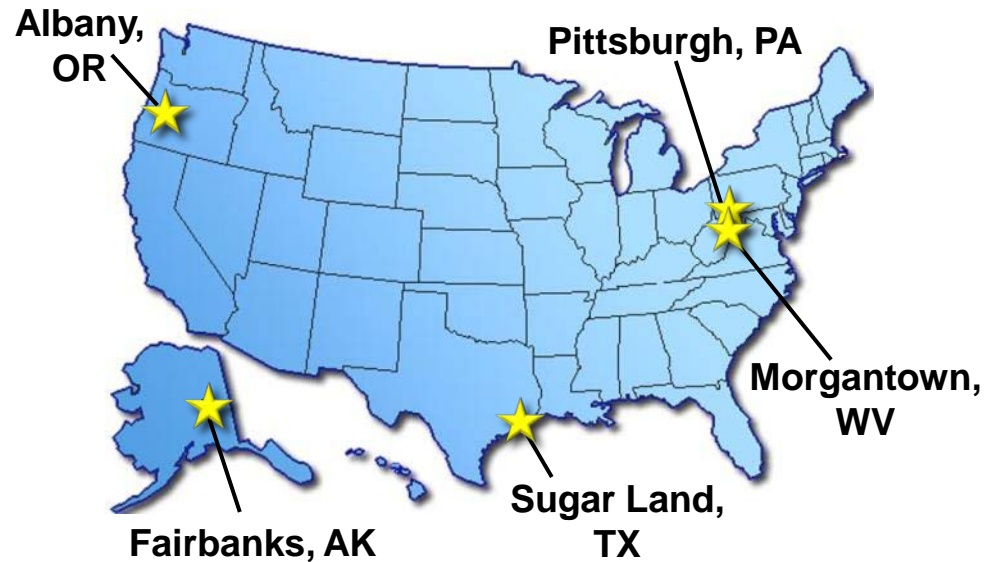 Albany,
OR
Pittsburgh, PA
Morgantown,
WV
Sugar Land,
TX
Fairbanks, AK